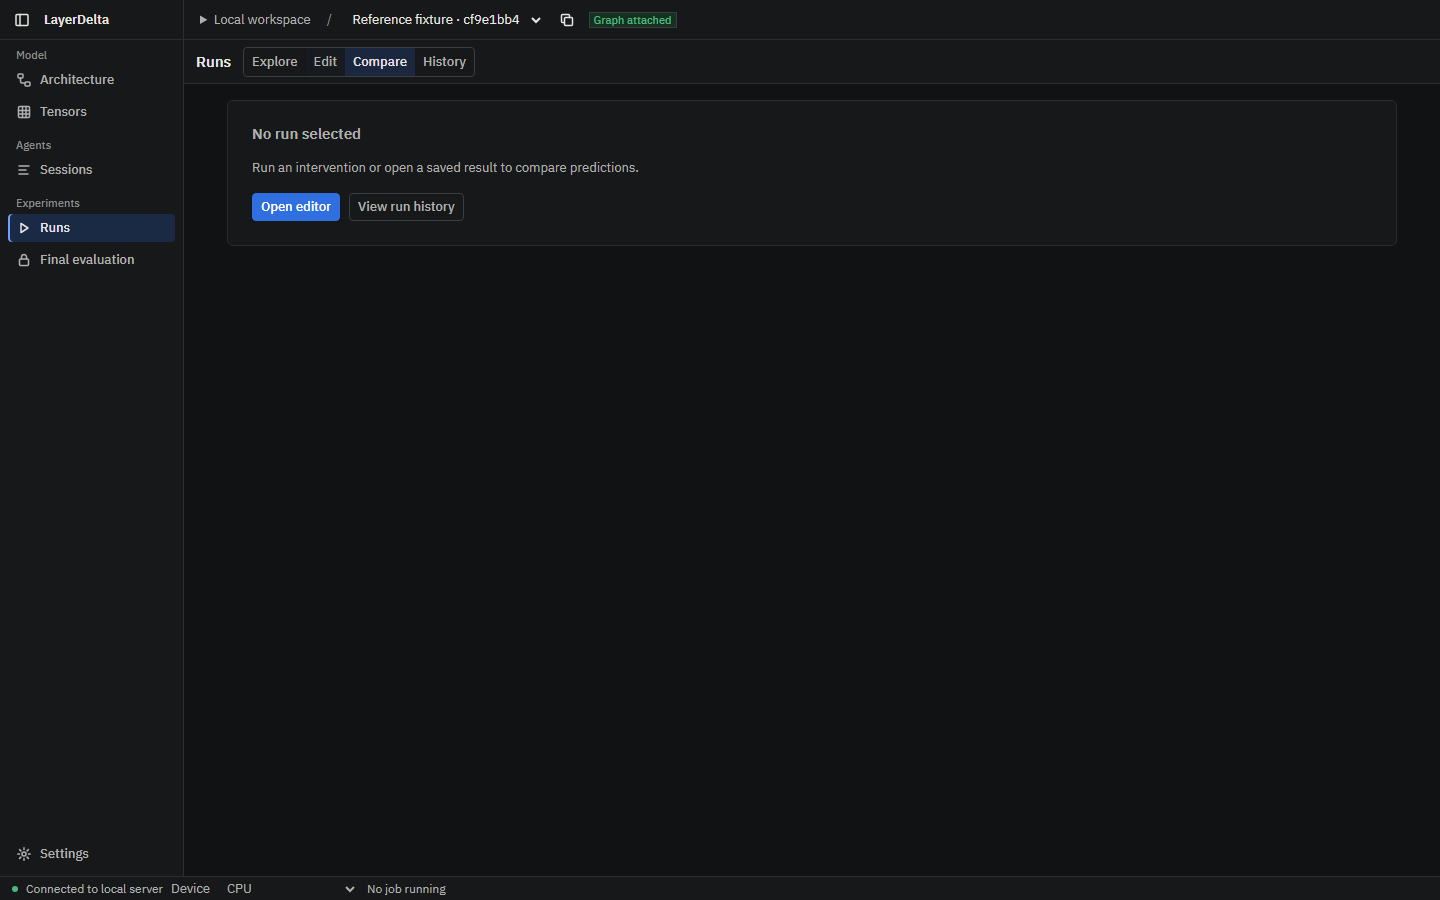 LayerDelta
Local workspace / Reference fixture · cf9e1bb4 Graph attached
Model
Architecture
Tensors
Agents
Sessions
Experiments
Runs
Final evaluation
Settings
Runs Explore Edit Compare History
No run selected
Run an intervention or open a saved result to compare predictions.
Open editor View run history
Connected to local server Device CPU No job running